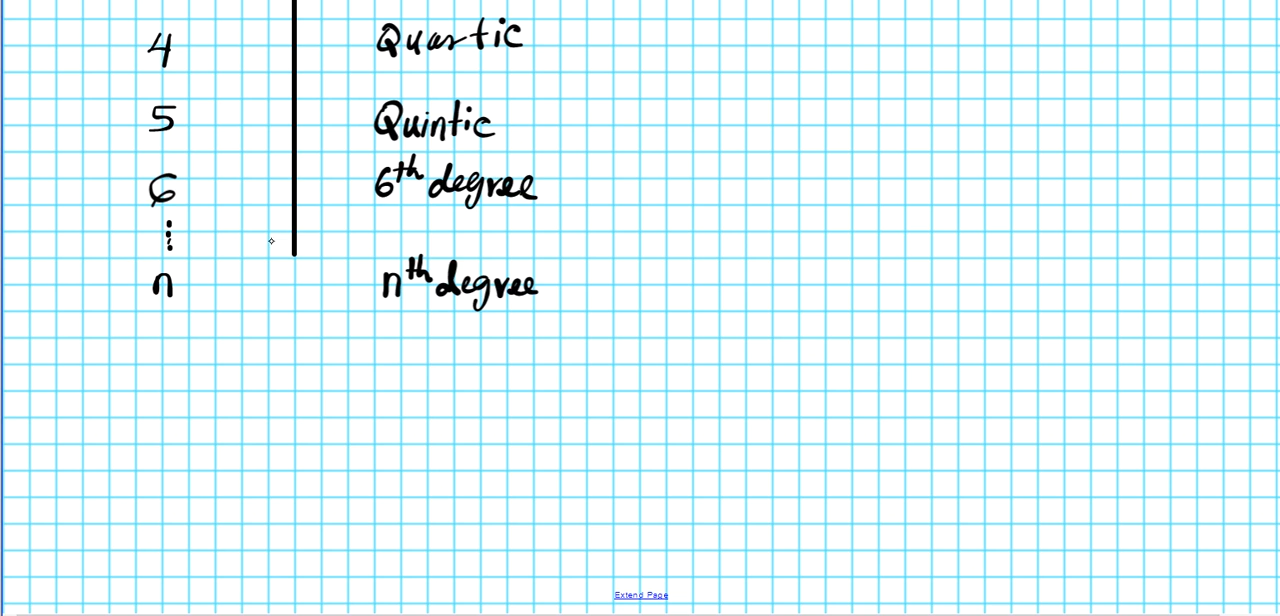 4 Quartic
5 Quintic
6 6th degree
⋮
n nth degree
Extend Page